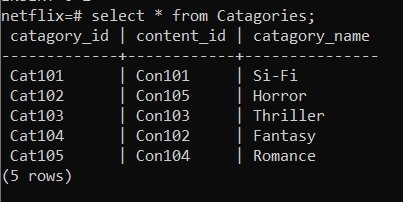 netflix=# select * from Catagories;
catagory_id | content_id | catagory_name
-------------+------------+---------------
Cat101 | Con101 | Si-Fi
Cat102 | Con105 | Horror
Cat103 | Con103 | Thriller
Cat104 | Con102 | Fantasy
Cat105 | Con104 | Romance
(5 rows)